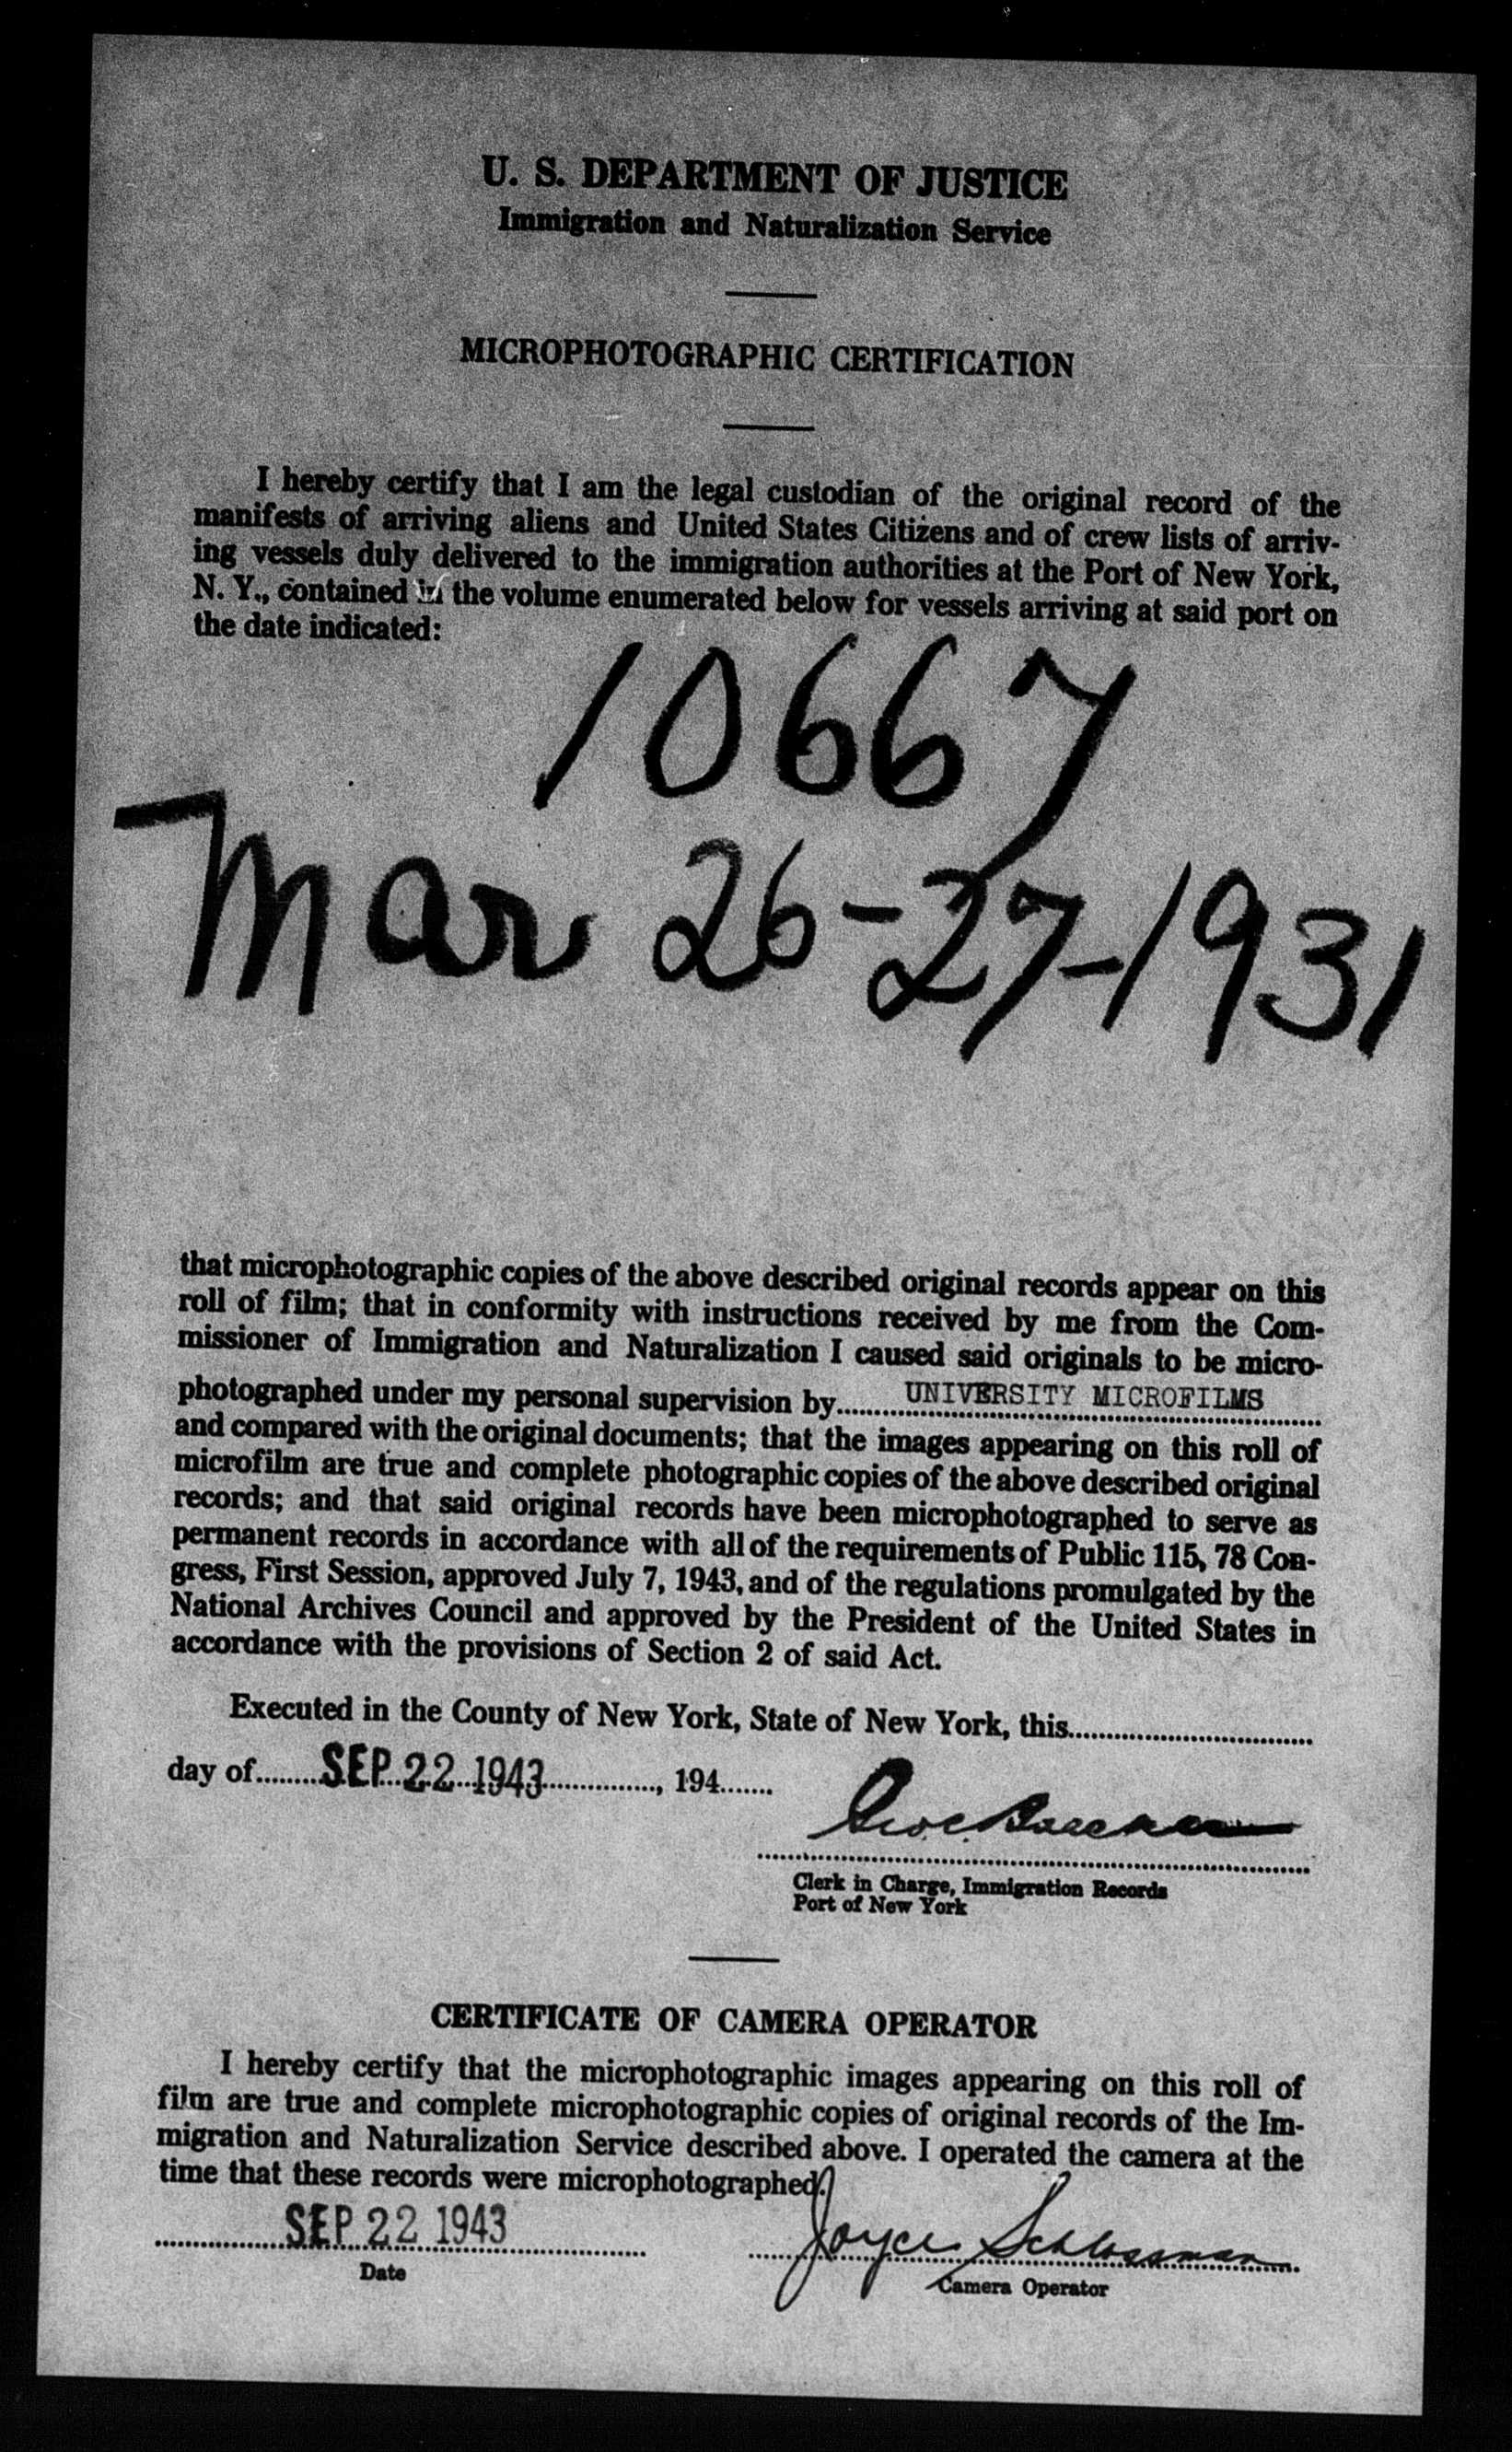 U. S. DEPARTMENT OF JUSTICE
Immigration and Naturalization Service
MICROPHOTOGRAPHIC CERTIFICATION
I hereby certify that I am the legal custodian of the original record of the
manifests of arriving aliens and United States Citizens and of crew lists of arriv-
ing vessels duly delivered to the immigration authorities at the Port of New York,
N. Y., contained in the volume enumerated below for vessels arriving at said port on
the date indicated:
10667
Mar 26-27-1931
that microphotographic copies of the above described original records appear on this
roll of film; that in conformity with instructions received by me from the Com-
missioner of Immigration and Naturalization I caused said originals to be micro-
photographed under my personal supervision by........UNIVERSITY MICROFILMS
and compared with the original documents; that the images appearing on this roll of
microfilm are true and complete photographic copies of the above described original
records; and that said original records have been microphotographed to serve as
permanent records in accordance with all of the requirements of Public 115, 78 Con-
gress, First Session, approved July 7, 1943, and of the regulations promulgated by the
National Archives Council and approved by the President of the United States in
accordance with the provisions of Section 2 of said Act.
Executed in the County of New York, State of New York, this..............................
day of.........SEP 22 1943................, 194.......
Clerk in Charge, Immigration Records
Port of New York
CERTIFICATE OF CAMERA OPERATOR
I hereby certify that the microphotographic images appearing on this roll of
film are true and complete microphotographic copies of original records of the Im-
migration and Naturalization Service described above. I operated the camera at the
time that these records were microphotographed.
SEP 22 1943 Joyce Schlossman
Date Camera Operator